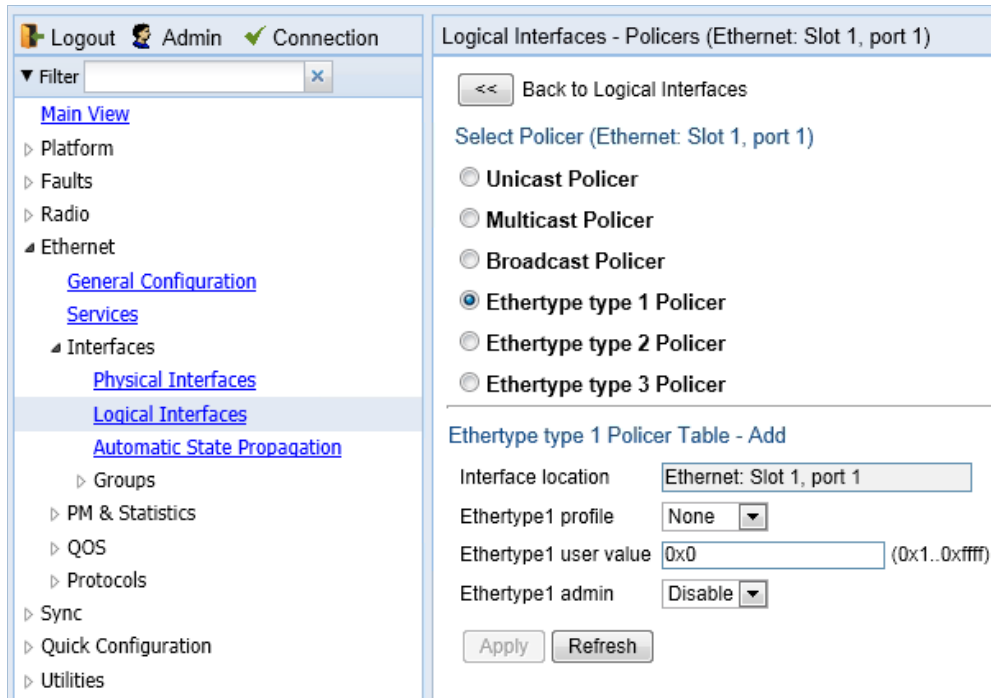 Logout Admin Connection
Filter
Main View
Platform
Faults
Radio
Ethernet
General Configuration
Services
Interfaces
Physical Interfaces
Logical Interfaces
Automatic State Propagation
Groups
PM & Statistics
QOS
Protocols
Sync
Quick Configuration
Utilities
Logical Interfaces - Policers (Ethernet: Slot 1, port 1)
<< Back to Logical Interfaces
Select Policer (Ethernet: Slot 1, port 1)
Unicast Policer
Multicast Policer
Broadcast Policer
Ethertype type 1 Policer
Ethertype type 2 Policer
Ethertype type 3 Policer
Ethertype type 1 Policer Table - Add
Interface location Ethernet: Slot 1, port 1
Ethertype1 profile None
Ethertype1 user value 0x0 (0x1..0xffff)
Ethertype1 admin Disable
Apply Refresh